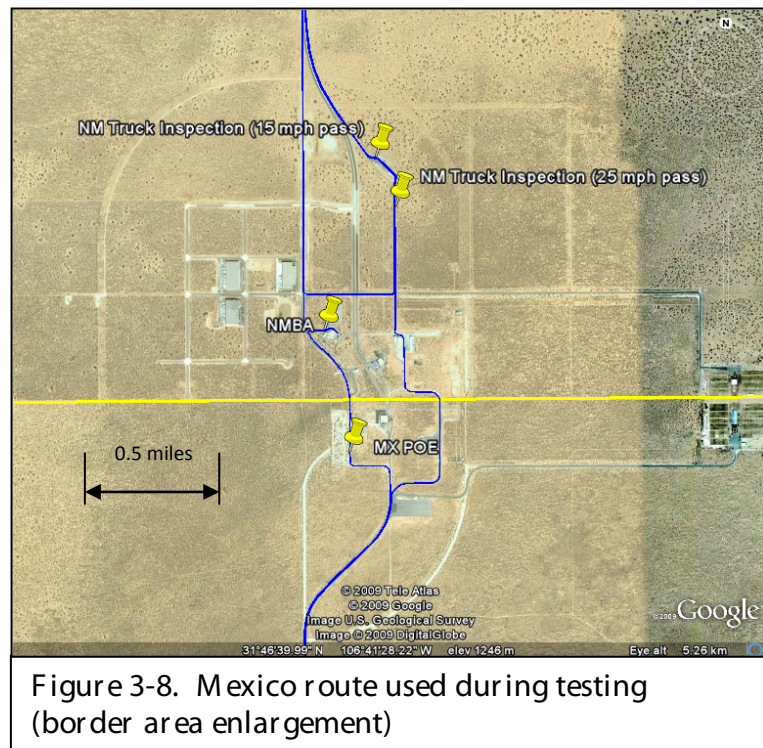 N
NM Truck Inspection (15 mph pass)
NM Truck Inspection (25 mph pass)
NMBA
MX POE
0.5 miles
© 2009 Tele Atlas
© 2009 Google
Image U.S. Geological Survey
Image © 2009 DigitalGlobe
©2009 Google
31°46'39.99" N 106°41'28.22" W elev 1246 m Eye alt 5.26 km
Figure 3-8. Mexico route used during testing
(border area enlargement)